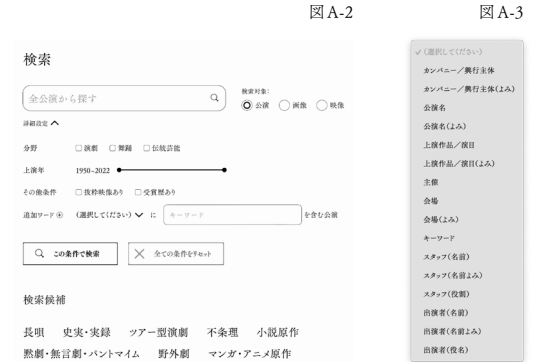 図A-2
図A-3
検索
全公演から探す
検索対象:
公演 画像 映像
詳細設定
分野 演劇 舞踊 伝統芸能
上演年 1950-2022
その他条件 抜粋映像あり 受賞歴あり
追加ワード (選択してください) に キーワード を含む公演
この条件で検索 全ての条件をリセット
検索候補
長唄 史実・実録 ツアー型演劇 不条理 小説原作
黙劇・無言劇・パントマイム 野外劇 マンガ・アニメ原作
(選択してください)
カンパニー/興行主体
カンパニー/興行主体(よみ)
公演名
公演名(よみ)
上演作品/演目
上演作品/演目(よみ)
主催
会場
会場(よみ)
キーワード
スタッフ(名前)
スタッフ(名前よみ)
スタッフ(役割)
出演者(名前)
出演者(名前よみ)
出演者(役名)